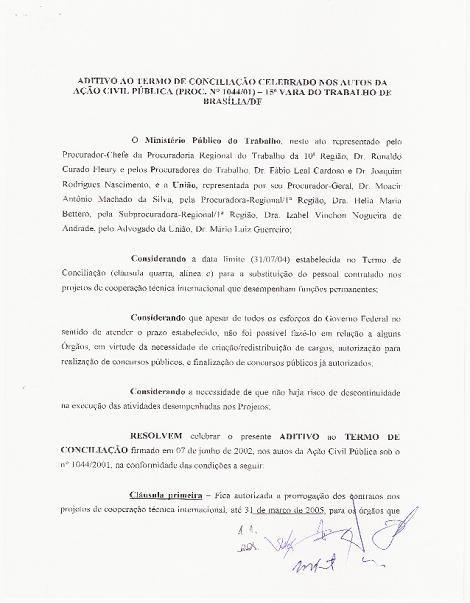 ADITIVO AO TERMO DE CONCILIAÇÃO CELEBRADO NOS AUTOS DA
AÇÃO CIVIL PÚBLICA (PROC. Nº 1044/01) – 15ª VARA DO TRABALHO DE
BRASÍLIA/DF
O Ministério Público do Trabalho, neste ato representado pelo
Procurador-Chefe da Procuradoria Regional do Trabalho da 10ª Região, Dr. Ronaldo
Curado Fleury e pelos Procuradores do Trabalho, Dr. Fábio Leal Cardoso e Dr. Joaquim
Rodrigues Nascimento, e a União, representada por seu Procurador-Geral, Dr. Moacir
Antônio Machado da Silva, pela Procuradora-Regional/1ª Região, Dra. Helia Maria
Bettero, pela Subprocuradora-Regional/1ª Região, Dra. Izabel Vinchon Nogueira de
Andrade, pelo Advogado da União, Dr. Mário Luiz Guerreiro;
Considerando a data limite (31/07/04) estabelecida no Termo de
Conciliação (cláusula quarta, alínea c) para a substituição do pessoal contratado nos
projetos de cooperação técnica internacional que desempenham funções permanentes;
Considerando que apesar de todos os esforços do Governo Federal no
sentido de atender o prazo estabelecido, não foi possível fazê-lo em relação a alguns
Órgãos, em virtude da necessidade de criação/redistribuição de cargos, autorização para
realização de concursos públicos, e finalização de concursos públicos já autorizados;
Considerando a necessidade de que não haja risco de descontinuidade
na execução das atividades desempenhadas nos Projetos;
RESOLVEM celebrar o presente ADITIVO ao TERMO DE
CONCILIAÇÃO firmado em 07 de junho de 2002, nos autos da Ação Civil Pública sob o
nº 1044/2001, na conformidade das condições a seguir:
Cláusula primeira – Fica autorizada a prorrogação dos contratos nos
projetos de cooperação técnica internacional, até 31 de março de 2005, para os órgãos que